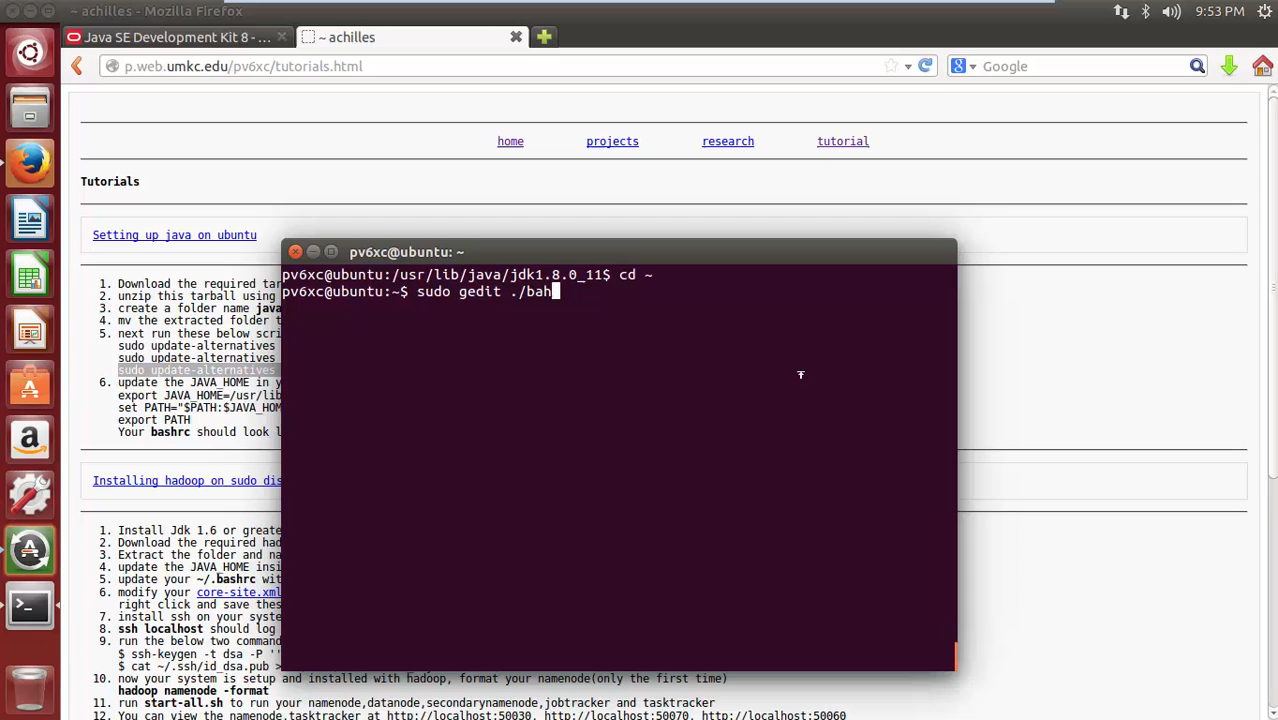 ~ achilles - Mozilla Firefox
9:53 PM
Java SE Development Kit 8 - ...
~ achilles
p.web.umkc.edu/pv6xc/tutorials.html
Google
home projects research tutorial
Tutorials
Setting up java on ubuntu
pv6xc@ubuntu: ~
pv6xc@ubuntu:/usr/lib/java/jdk1.8.0_11$ cd ~
pv6xc@ubuntu:~$ sudo gedit ./bah
1. Download the required tar
2. unzip this tarball using
3. create a folder name java
4. mv the extracted folder t
5. next run these below scri
sudo update-alternatives
sudo update-alternatives
sudo update-alternatives
6. update the JAVA_HOME in y
export JAVA_HOME=/usr/lib
set PATH="$PATH:$JAVA_HOM
export PATH
Your bashrc should look l
Installing hadoop on sudo dis
1. Install Jdk 1.6 or greate
2. Download the required had
3. Extract the folder and na
4. update the JAVA_HOME insi
5. update your ~/.bashrc wit
6. modify your core-site.xml
right click and save thes
7. install ssh on your syste
8. ssh localhost should log
9. run the below two command
$ ssh-keygen -t dsa -P ''
$ cat ~/.ssh/id_dsa.pub >
10. now your system is setup and installed with hadoop, format your namenode(only the first time)
hadoop namenode -format
11. run start-all.sh to run your namenode,datanode,secondarynamenode,jobtracker and tasktracker
12. You can view the namenode,tasktracker at http://localhost:50030, http://localhost:50070, http://localhost:50060